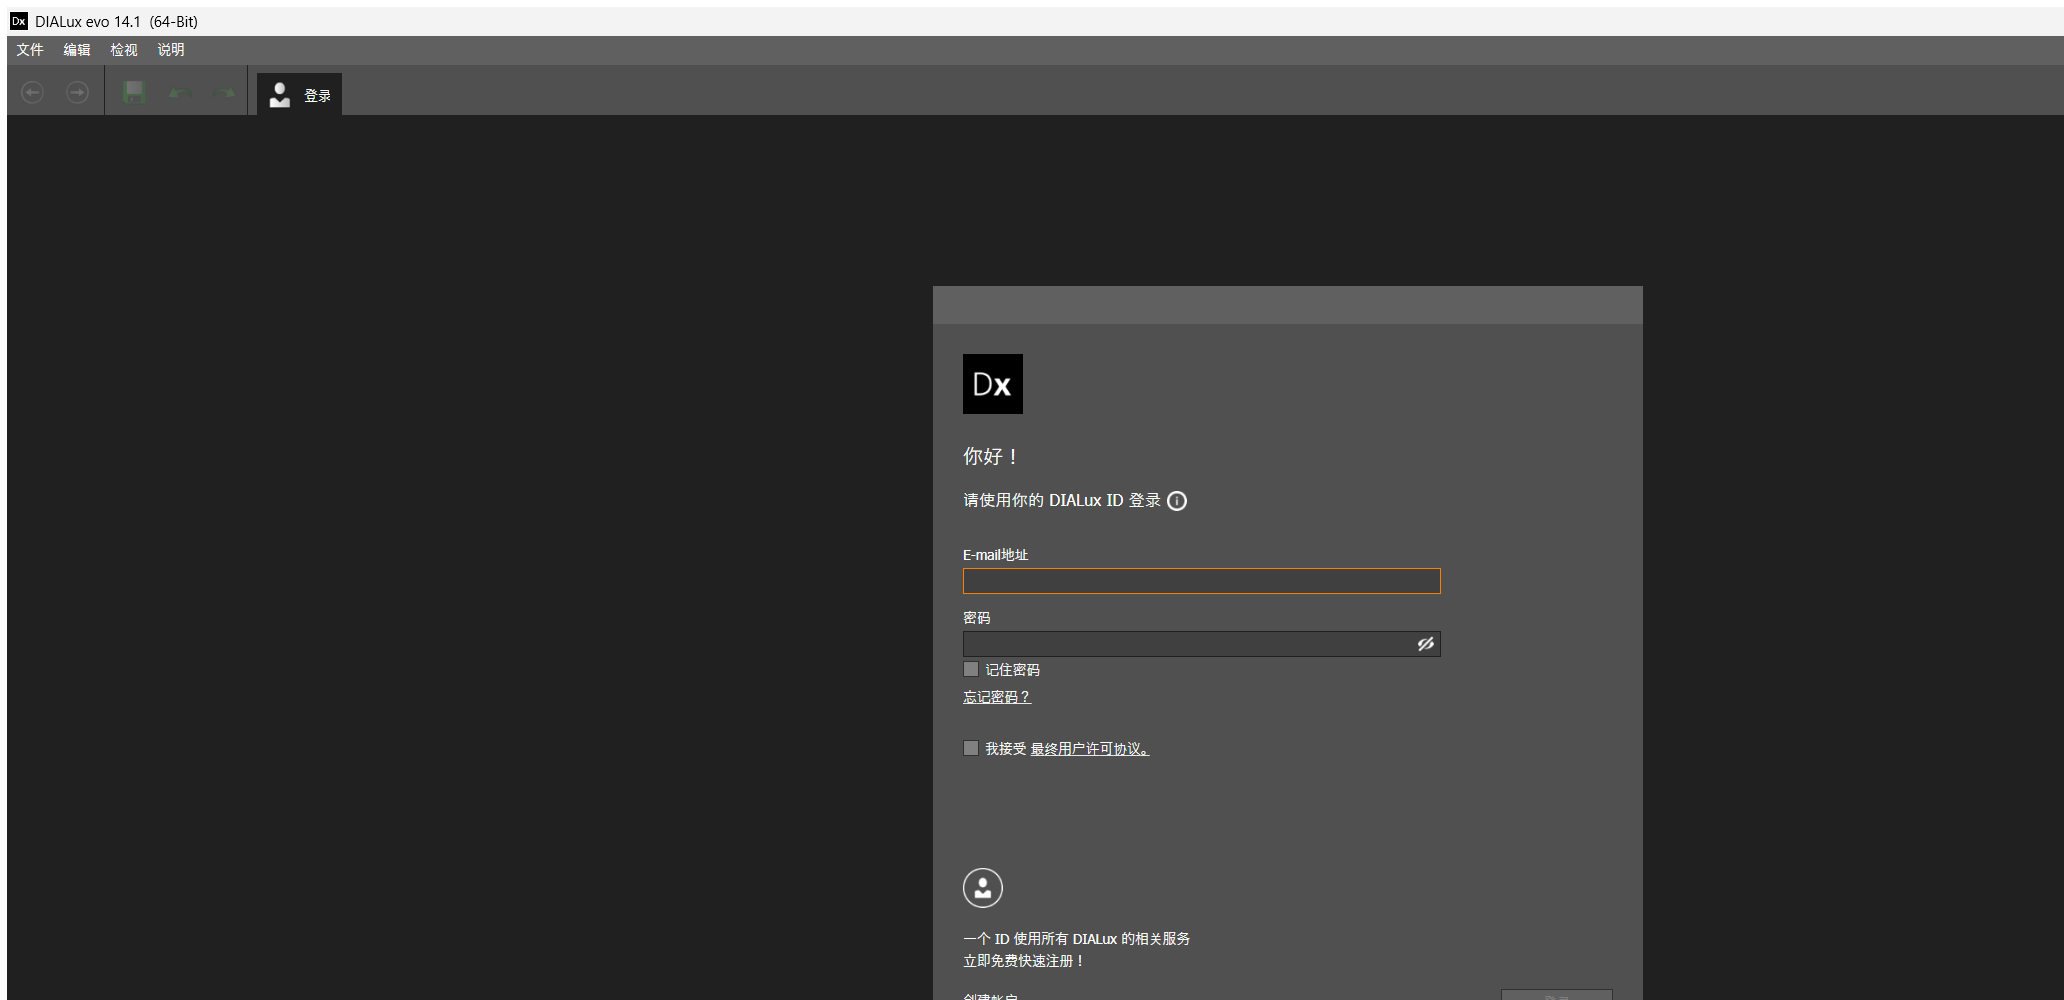 Dx DIALux evo 14.1 (64-Bit)
文件 编辑 检视 说明
登录
Dx
你好！
请使用你的 DIALux ID 登录
E-mail地址
密码
记住密码
忘记密码？
我接受 最终用户许可协议。
一个 ID 使用所有 DIALux 的相关服务
立即免费快速注册！